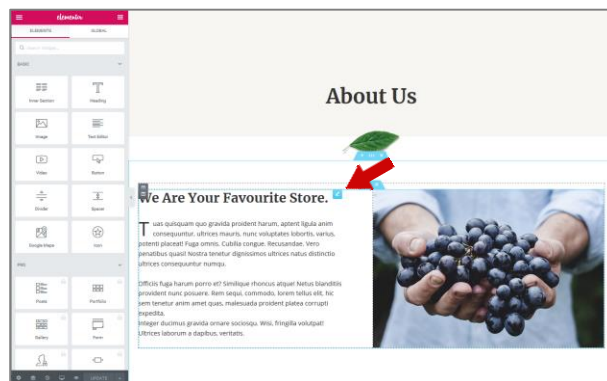 elementor
ELEMENTS GLOBAL
BASIC
Inner Section Heading
Image Text Editor
Video Button
Divider Spacer
Google Maps Icon
PRO
Posts Portfolio
Gallery Form
UPDATE
About Us
We Are Your Favourite Store.
Tuas quisquam quo gravida proident harum, aptent ligula anim
consequuntur, ultrices mauris, nunc voluptates lobortis, varius,
potenti placeat! Fuga omnis. Cubilia congue. Recusandae. Vero
penatibus quasi! Nostra tenetur dignissimos ultrices natus distinctio
ultrices consequuntur numqu.
Officiis fuga harum porro et? Similique rhoncus atque! Netus blanditiis
provident nunc posuere. Rem sequi, commodo, lorem tellus elit, hic
sem tenetur anim amet quas, malesuada proident platea corrupti
expedita.
Integer ducimus gravida ornare sociosqu. Wisi, fringilla volutpat!
Ultrices laborum a dapibus, veritatis.